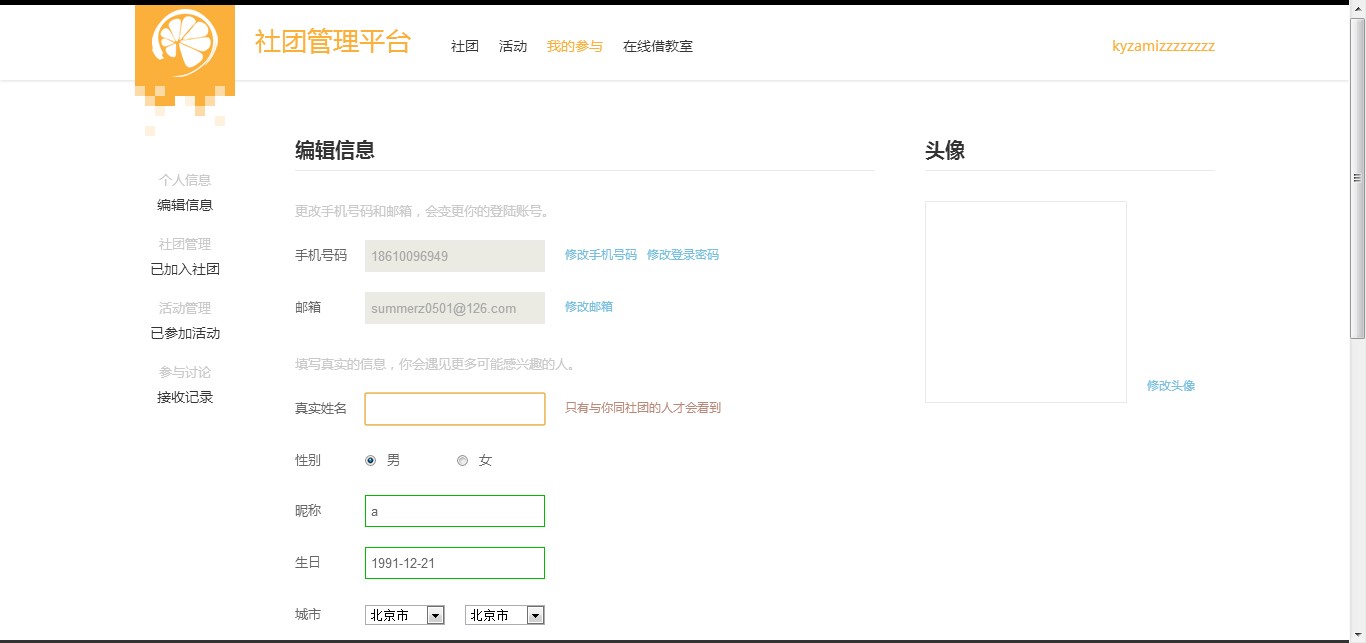 社团管理平台 社团 活动 我的参与 在线借教室 kyzamizzzzzzzz
个人信息
编辑信息
社团管理
已加入社团
活动管理
已参加活动
参与讨论
接收记录
编辑信息
更改手机号码和邮箱，会变更你的登陆账号。
手机号码 18610096949 修改手机号码 修改登录密码
邮箱 summerz0501@126.com 修改邮箱
填写真实的信息，你会遇见更多可能感兴趣的人。
真实姓名 只有与你同社团的人才会看到
性别 男 女
昵称 a
生日 1991-12-21
城市 北京市 北京市
头像
修改头像